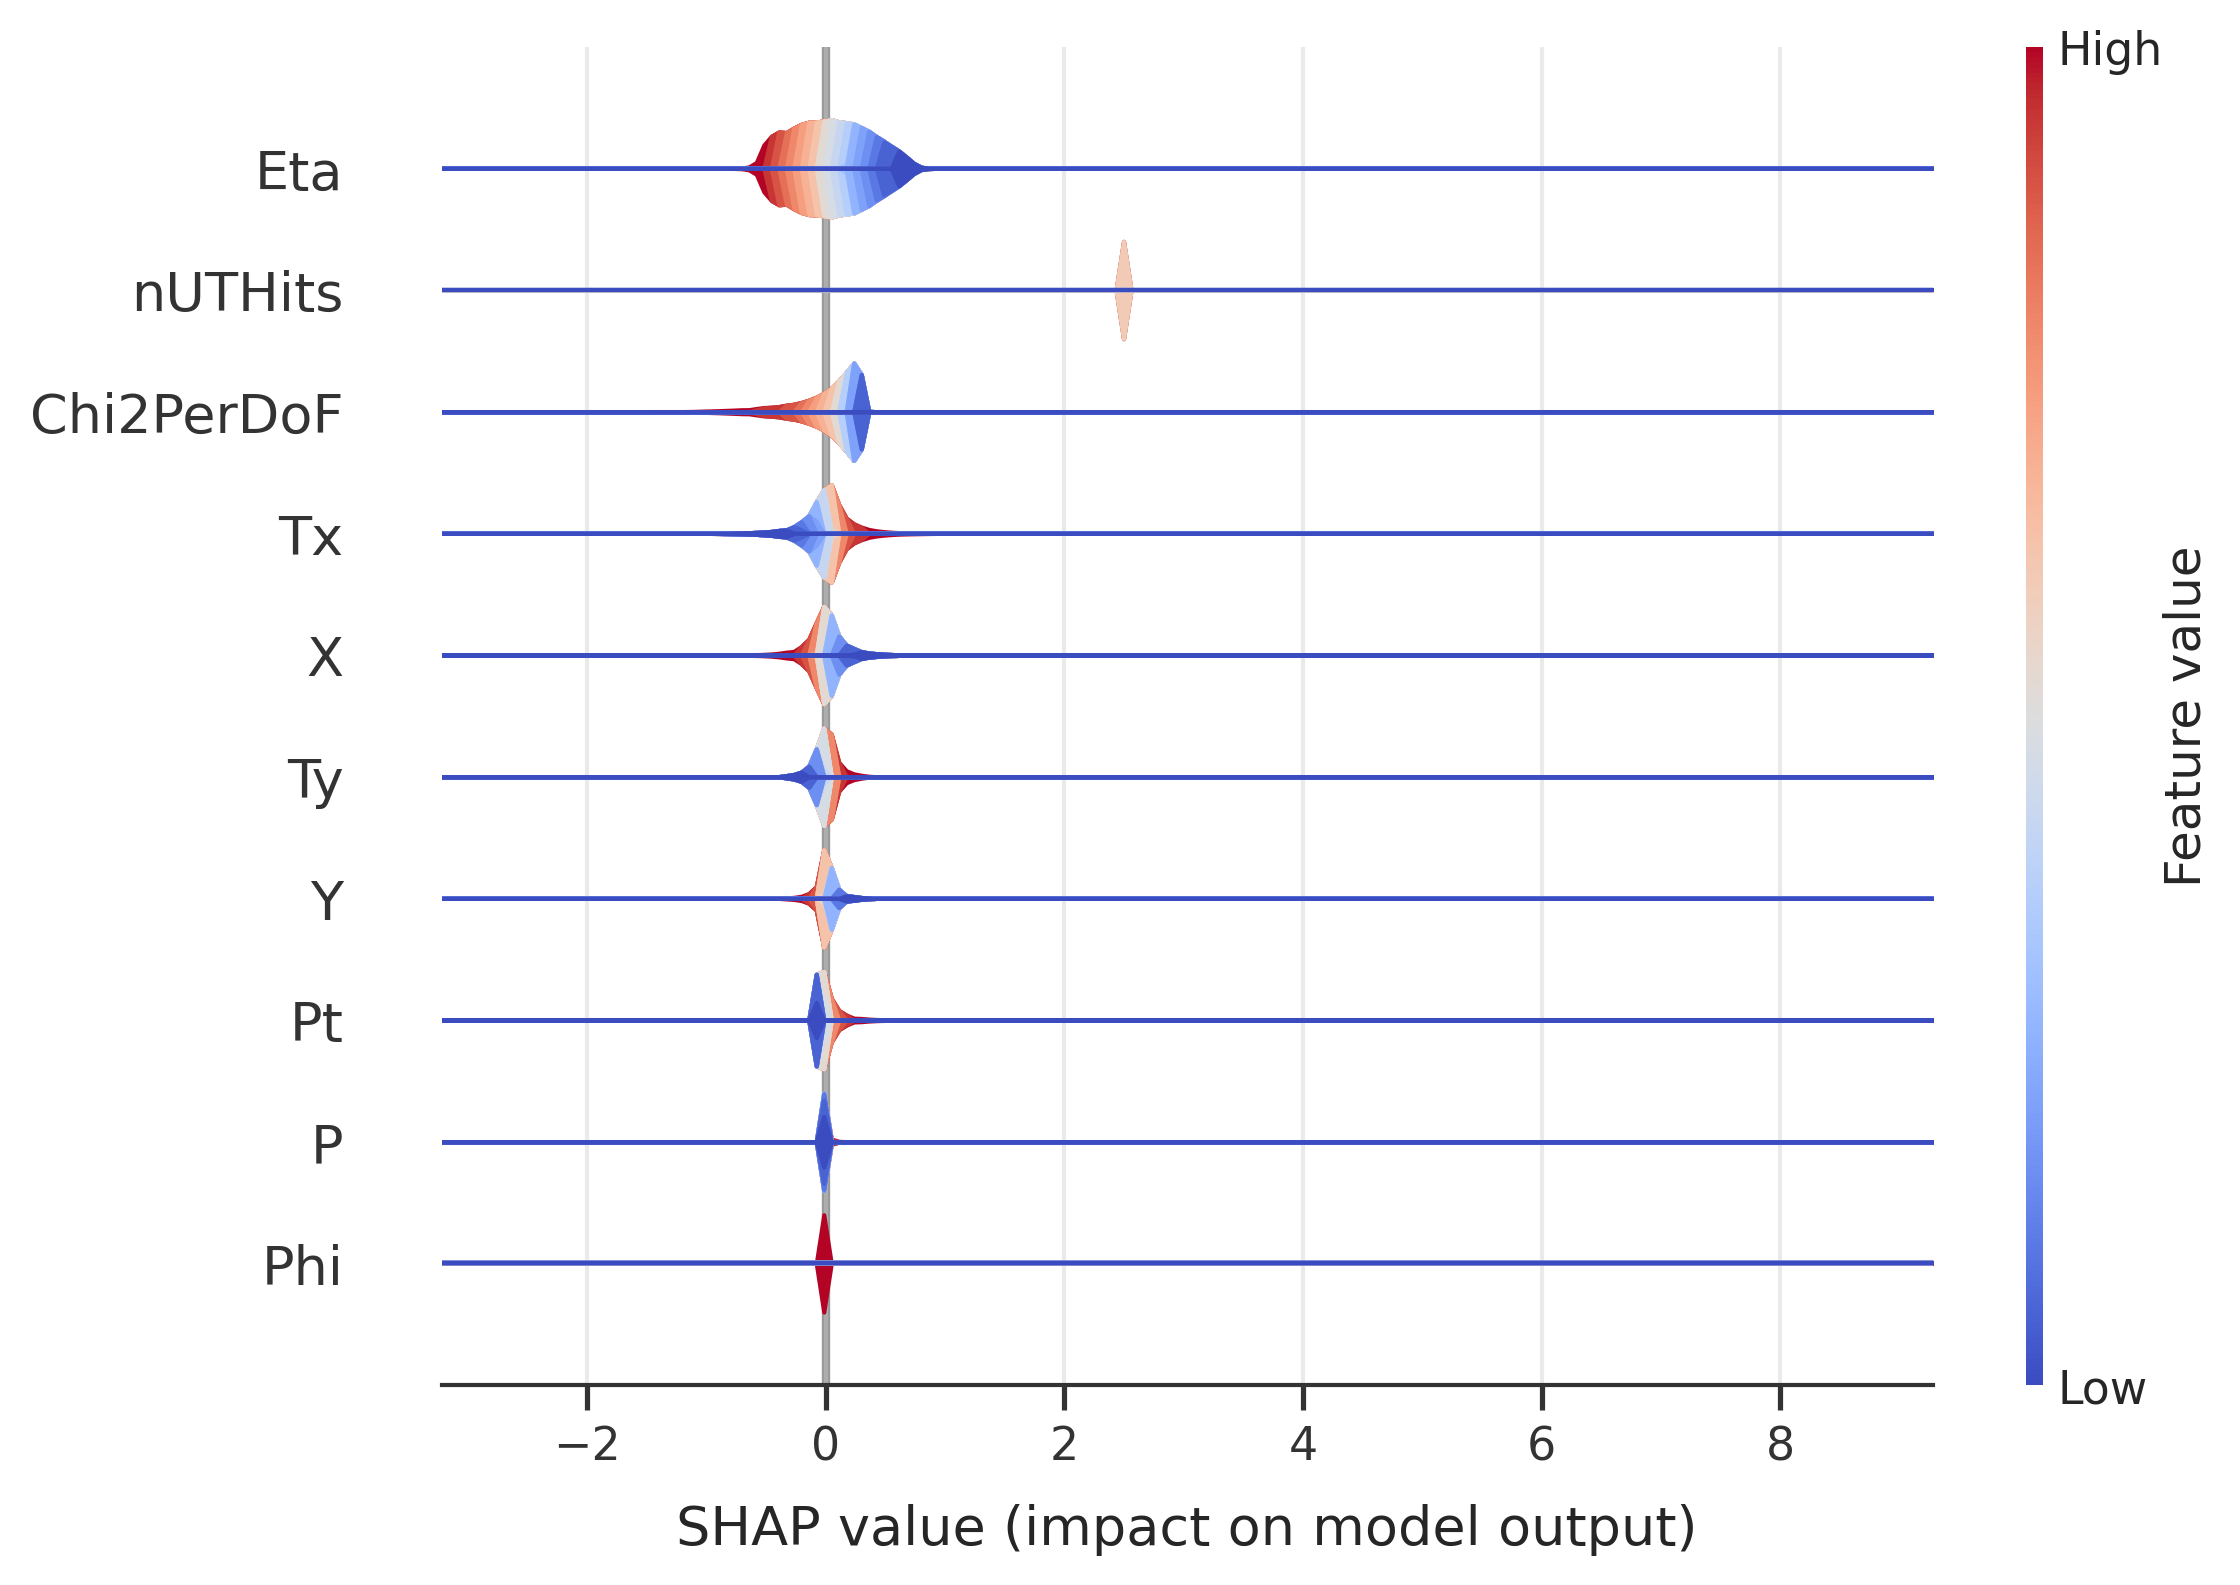 High
Eta
nUTHits
Chi2PerDoF
Tx
X
Ty
Y
Pt
P
Phi
Feature value
Low
−2 0 2 4 6 8
SHAP value (impact on model output)